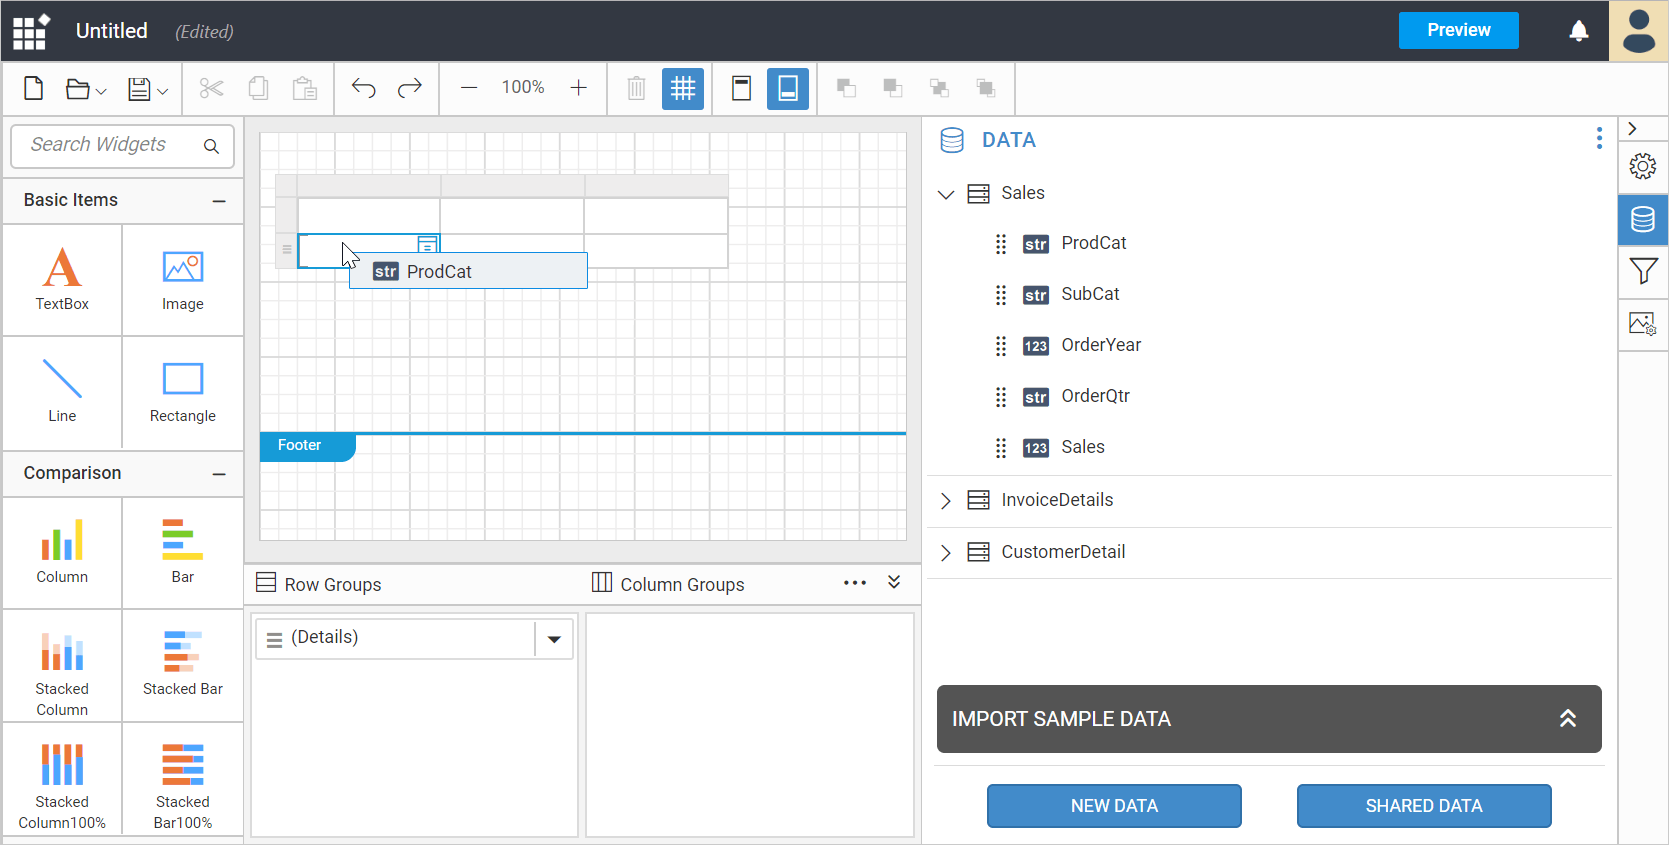 Untitled (Edited)
Preview
100%
Search Widgets
Basic Items
A
TextBox
Image
Line
Rectangle
Comparison
Column
Bar
Stacked
Column
Stacked Bar
Stacked
Column100%
Stacked
Bar100%
str ProdCat
Footer
Row Groups
Column Groups
(Details)
DATA
Sales
str ProdCat
str SubCat
123 OrderYear
str OrderQtr
123 Sales
InvoiceDetails
CustomerDetail
IMPORT SAMPLE DATA
NEW DATA
SHARED DATA